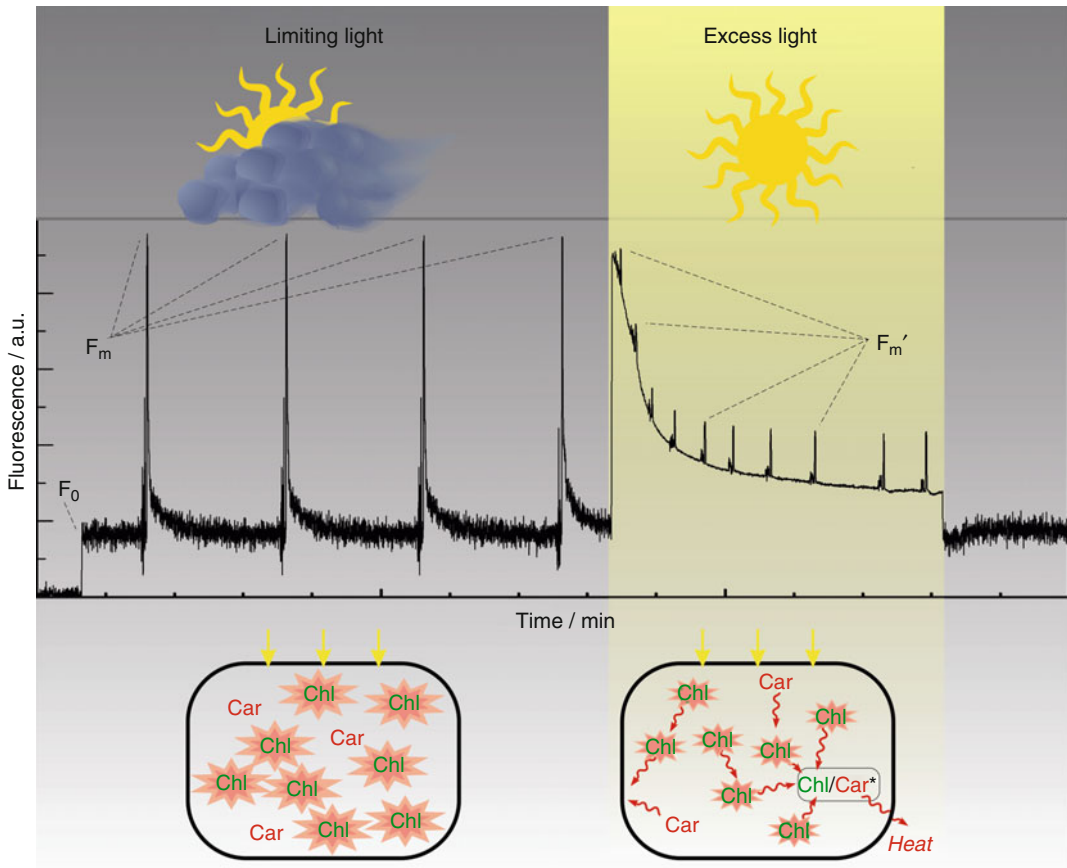 Limiting light
Excess light
Fluorescence / a.u.
F₀
Fₘ
Fₘ′
Time / min
Chl
Chl
Car
Chl
Car
Chl
Chl
Chl
Car
Chl
Chl
Chl
Car
Chl
Chl
Chl
Chl
Chl
Chl/Car*
Car
Chl
Heat